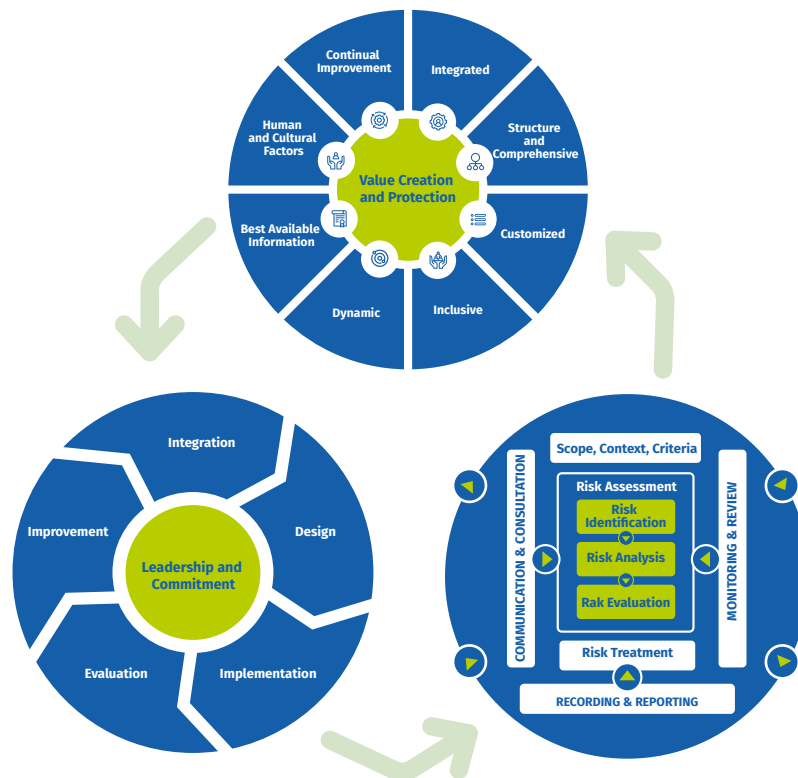 Continual
Improvement
Integrated
Human
and Cultural
Factors
Structure
and
Comprehensive
Value Creation
and Protection
Best Available
Information
Customized
Dynamic
Inclusive
Integration
Improvement
Design
Leadership and
Commitment
Evaluation
Implementation
Scope, Context, Criteria
COMMUNICATION & CONSULTATION
Risk Assessment
Risk
Identification
Risk Analysis
Rak Evaluation
MONITORING & REVIEW
Risk Treatment
RECORDING & REPORTING